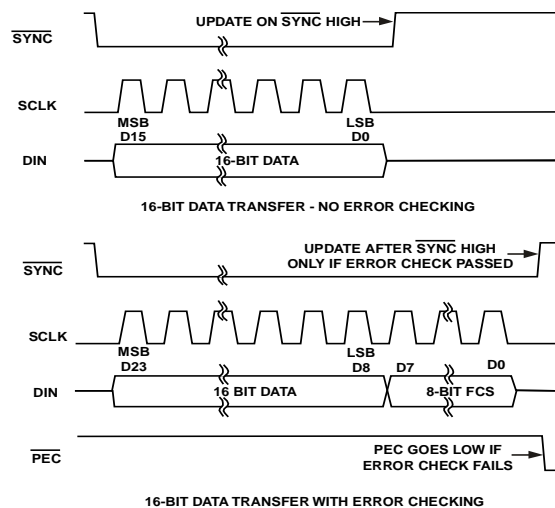 UPDATE ON SYNC HIGH
SYNC
SCLK
MSB
D15
LSB
D0
DIN
16-BIT DATA
16-BIT DATA TRANSFER - NO ERROR CHECKING
UPDATE AFTER SYNC HIGH
ONLY IF ERROR CHECK PASSED
SYNC
SCLK
MSB
D23
LSB
D8
D7
D0
DIN
16 BIT DATA
8-BIT FCS
PEC
PEC GOES LOW IF
ERROR CHECK FAILS
16-BIT DATA TRANSFER WITH ERROR CHECKING